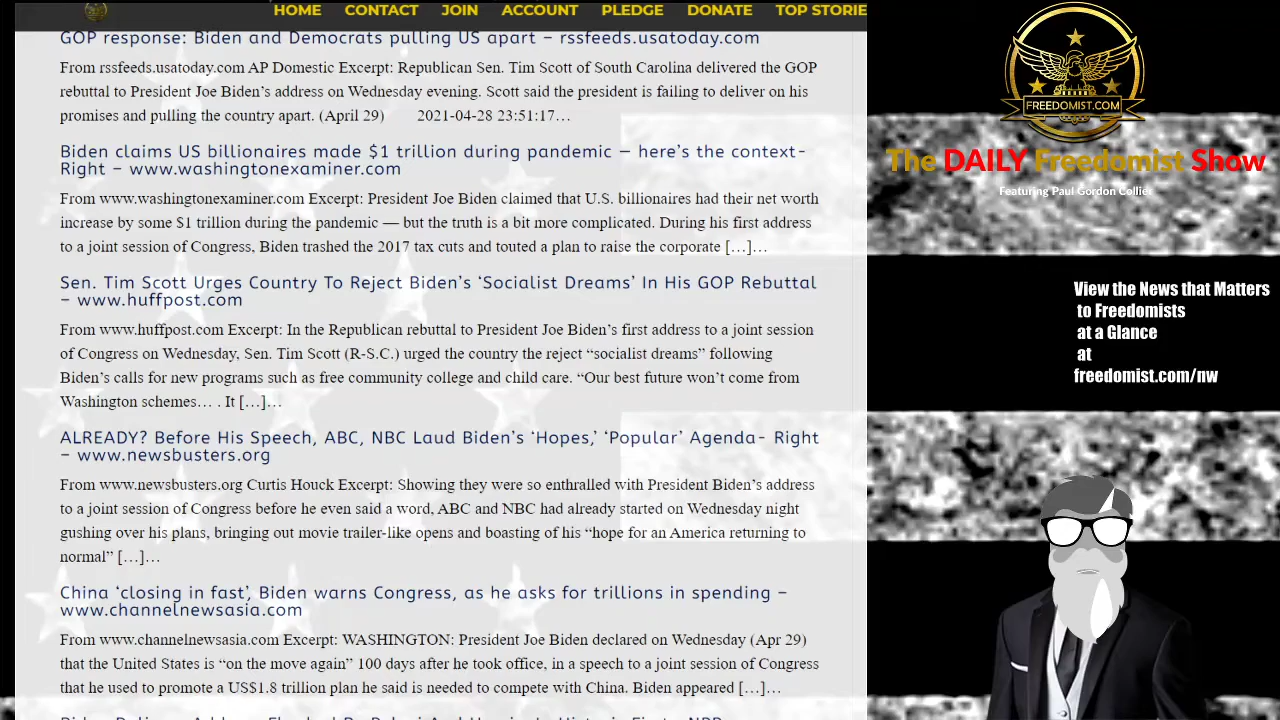 HOME CONTACT JOIN ACCOUNT PLEDGE DONATE TOP STORIE
GOP response: Biden and Democrats pulling US apart – rssfeeds.usatoday.com
From rssfeeds.usatoday.com AP Domestic Excerpt: Republican Sen. Tim Scott of South Carolina delivered the GOP
rebuttal to President Joe Biden's address on Wednesday evening. Scott said the president is failing to deliver on his
promises and pulling the country apart. (April 29) 2021-04-28 23:51:17…
Biden claims US billionaires made $1 trillion during pandemic — here's the context-
Right – www.washingtonexaminer.com
From www.washingtonexaminer.com Excerpt: President Joe Biden claimed that U.S. billionaires had their net worth
increase by some $1 trillion during the pandemic — but the truth is a bit more complicated. During his first address
to a joint session of Congress, Biden trashed the 2017 tax cuts and touted a plan to raise the corporate […]…
Sen. Tim Scott Urges Country To Reject Biden's ‘Socialist Dreams’ In His GOP Rebuttal
– www.huffpost.com
From www.huffpost.com Excerpt: In the Republican rebuttal to President Joe Biden's first address to a joint session
of Congress on Wednesday, Sen. Tim Scott (R-S.C.) urged the country the reject “socialist dreams” following
Biden's calls for new programs such as free community college and child care. “Our best future won't come from
Washington schemes… . It […]…
ALREADY? Before His Speech, ABC, NBC Laud Biden's ‘Hopes,’ ‘Popular’ Agenda- Right
– www.newsbusters.org
From www.newsbusters.org Curtis Houck Excerpt: Showing they were so enthralled with President Biden's address
to a joint session of Congress before he even said a word, ABC and NBC had already started on Wednesday night
gushing over his plans, bringing out movie trailer-like opens and boasting of his “hope for an America returning to
normal” […]…
China ‘closing in fast’, Biden warns Congress, as he asks for trillions in spending –
www.channelnewsasia.com
From www.channelnewsasia.com Excerpt: WASHINGTON: President Joe Biden declared on Wednesday (Apr 29)
that the United States is “on the move again” 100 days after he took office, in a speech to a joint session of Congress
that he used to promote a US$1.8 trillion plan he said is needed to compete with China. Biden appeared […]…
FREEDOMIST.COM
The DAILY Freedomist Show
Featuring Paul Gordon Collie
View the News that Matters
to Freedomists
at a Glance
at
freedomist.com/nw